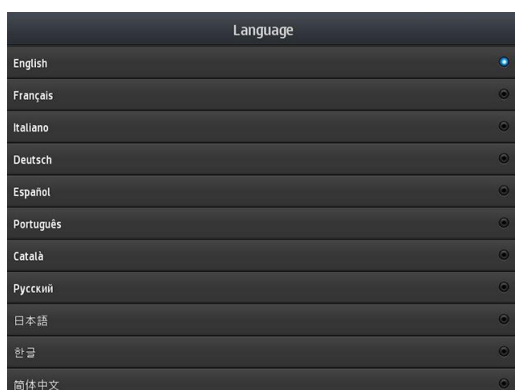 Language
English
Français
Italiano
Deutsch
Español
Português
Català
Русский
日本語
한글
简体中文